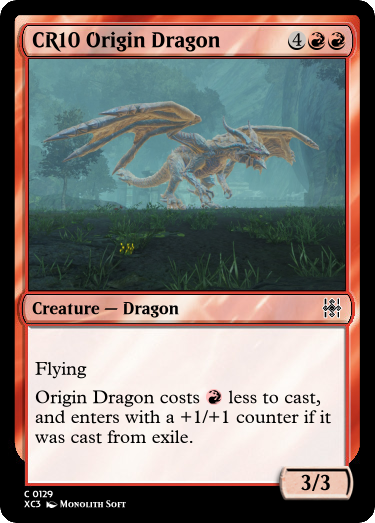 CR10 Origin Dragon 4
Creature — Dragon
Flying
Origin Dragon costs less to cast,
and enters with a +1/+1 counter if it
was cast from exile.
3/3
C 0129
XC3 Monolith Soft